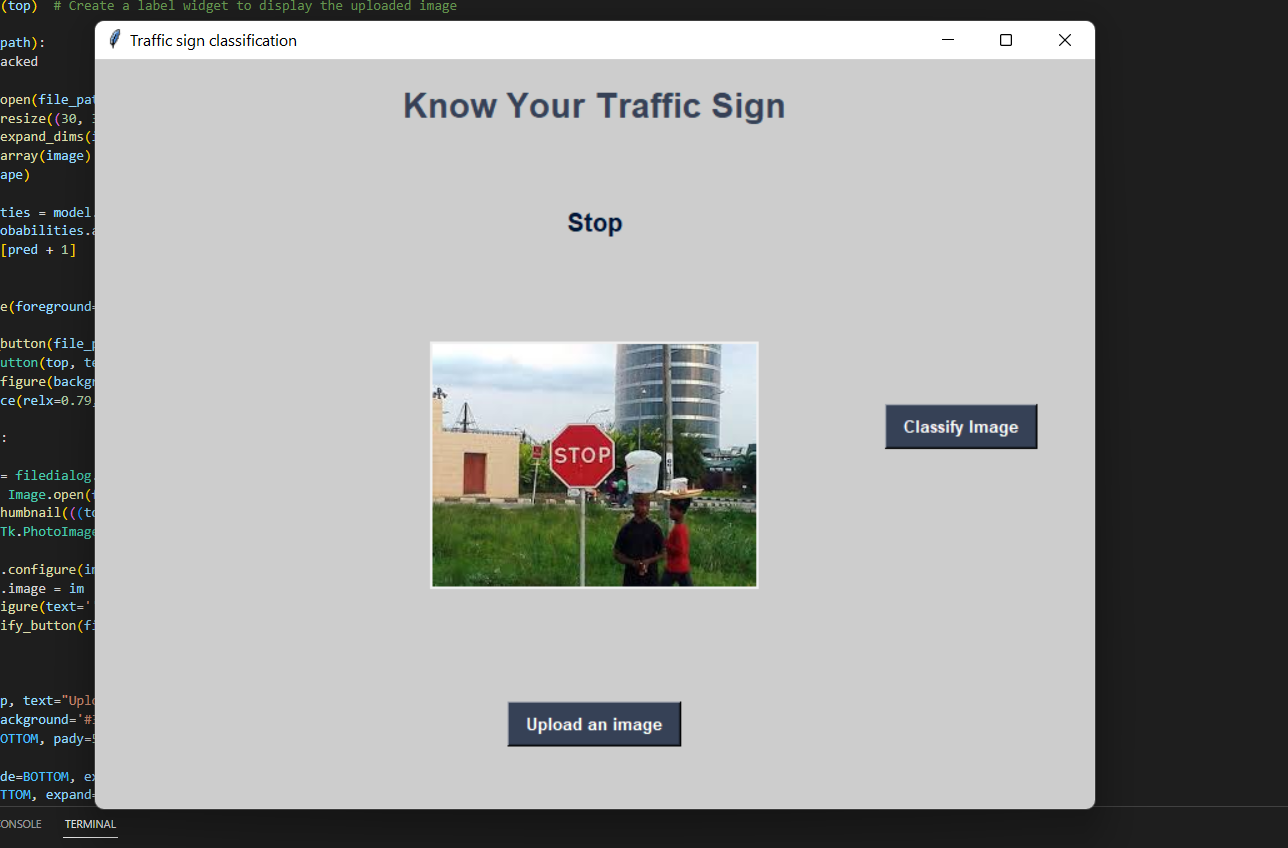 (top)  # Create a label widget to display the uploaded image
Traffic sign classification
path):
acked
open(file_pat
resize((30, 3
expand_dims(i
array(image)
ape)
ties = model.
obabilities.a
[pred + 1]
e(foreground=
button(file_p
utton(top, te
figure(backgr
ce(relx=0.79,
:
= filedialog.
Image.open(
humbnail(((to
Tk.PhotoImage
.configure(im
.image = im
igure(text='
ify_button(fi
p, text="Uplo
ackground='#3
OTTOM, pady=5
de=BOTTOM, ex
TTOM, expand=
Know Your Traffic Sign
Stop
STOP
Classify Image
Upload an image
ONSOLE
TERMINAL